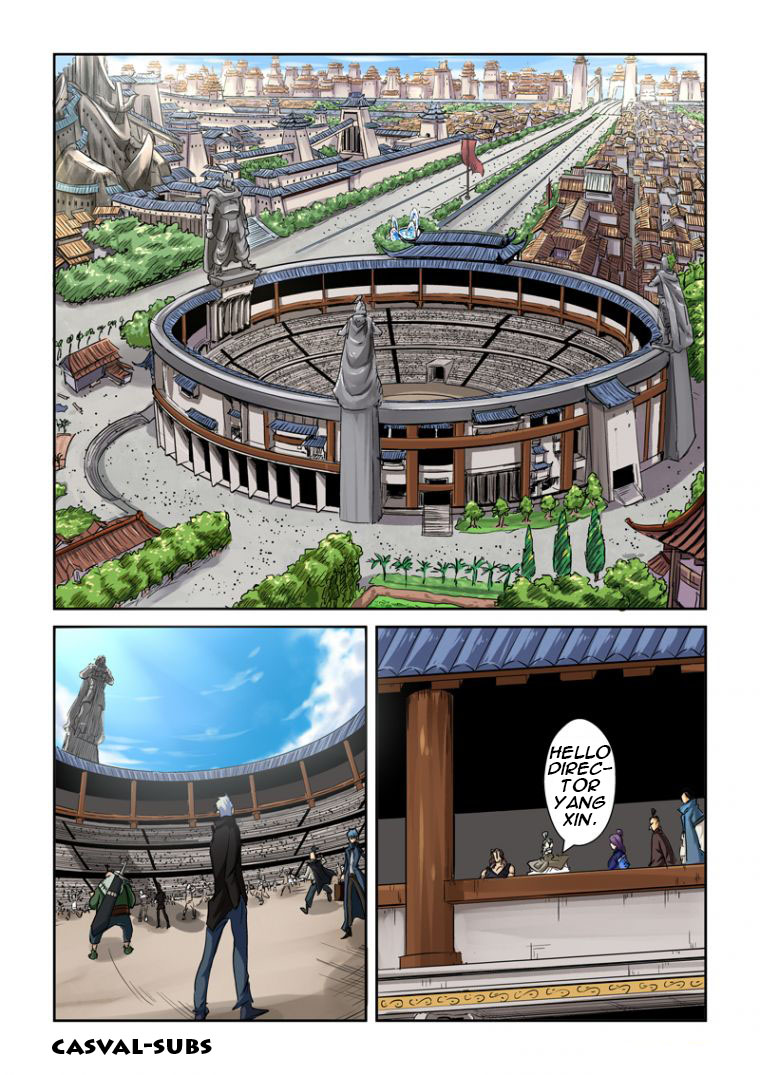 HELLO
DIREC-
TOR
YANG
XIN.
CASVAL-SUBS